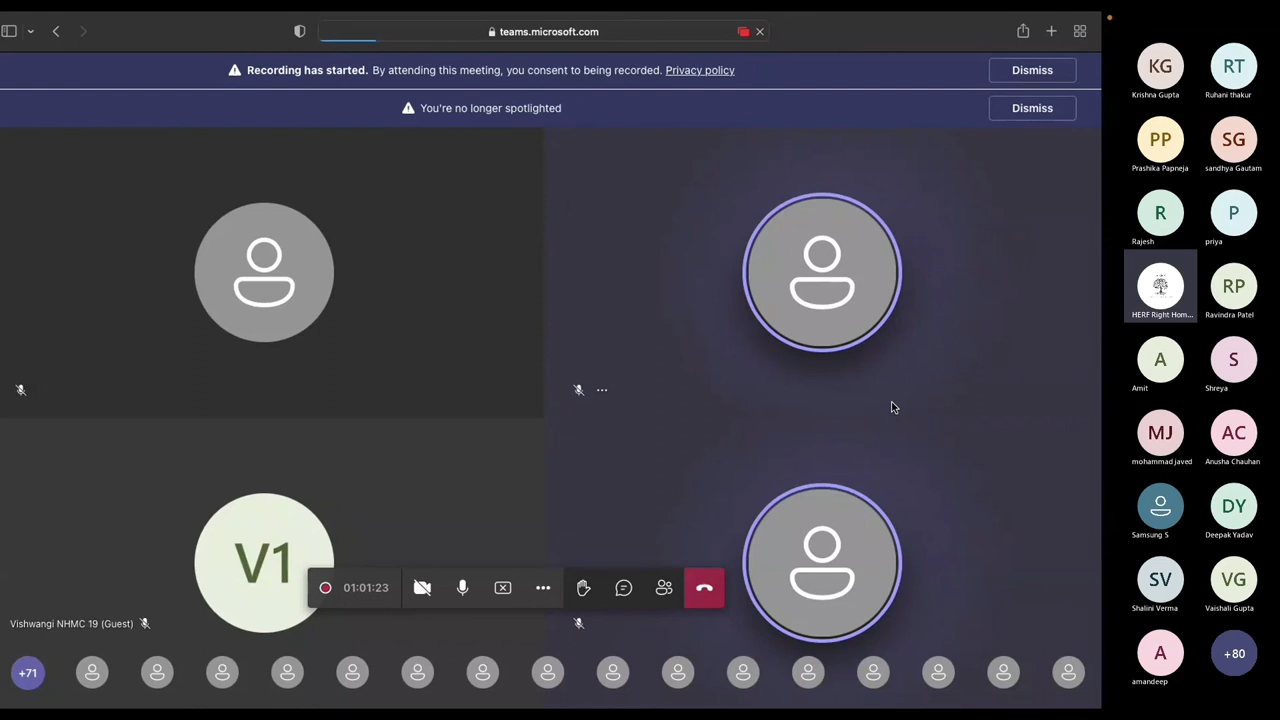 teams.microsoft.com
Recording has started. By attending this meeting, you consent to being recorded. Privacy policy
Dismiss
You're no longer spotlighted
Dismiss
V1
01:01:23
Vishwangi NHMC 19 (Guest)
+71
KG
Krishna Gupta
RT
Ruhani thakur
PP
Prashika Papneja
SG
sandhya Gautam
R
Rajesh
P
priya
HERF Right Hom...
RP
Ravindra Patel
A
Amit
S
Shreya
MJ
mohammad javed
AC
Anusha Chauhan
Samsung S
DY
Deepak Yadav
SV
Shalini Verma
VG
Vaishali Gupta
A
amandeep
+80